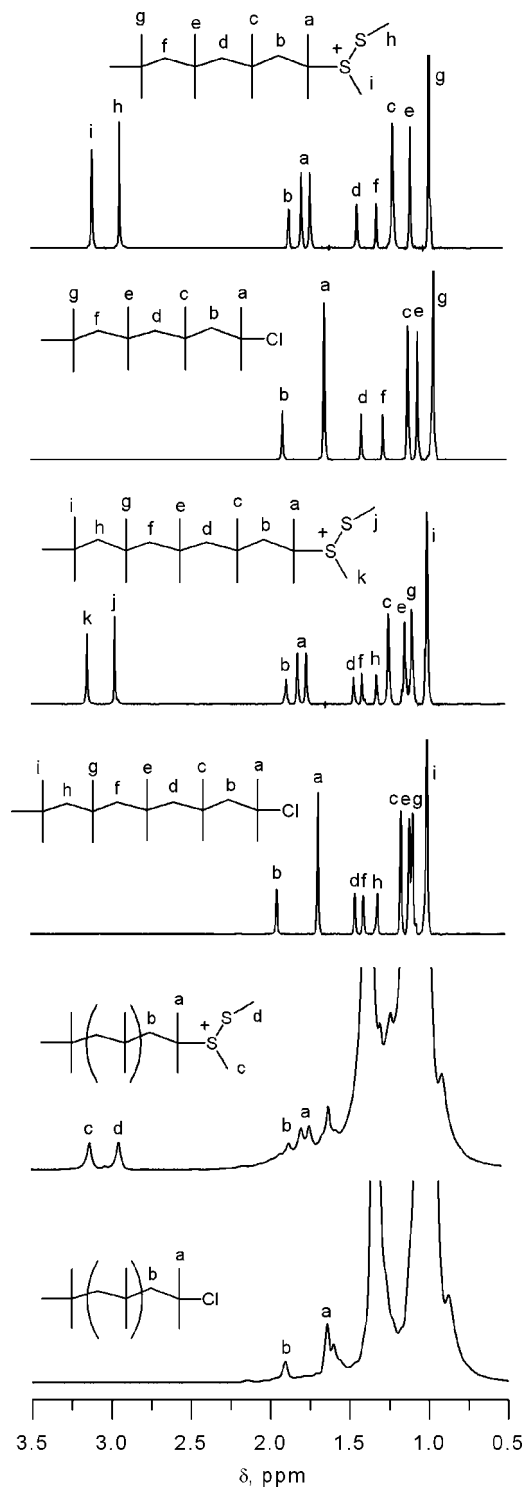 g e c a
f d b
+
S
S
h
i
i h b a d f c e g
g e c a
f d b
Cl
b a d f c e g
i g e c a
h f d b
+
S
S
j
k
k j b a d f h c e g i
i g e c a
h f d b
Cl
b a d f h c e g i
a
b
+
S
S
d
c
c d b a
a
b
Cl
b a
3.5 3.0 2.5 2.0 1.5 1.0 0.5
δ, ppm